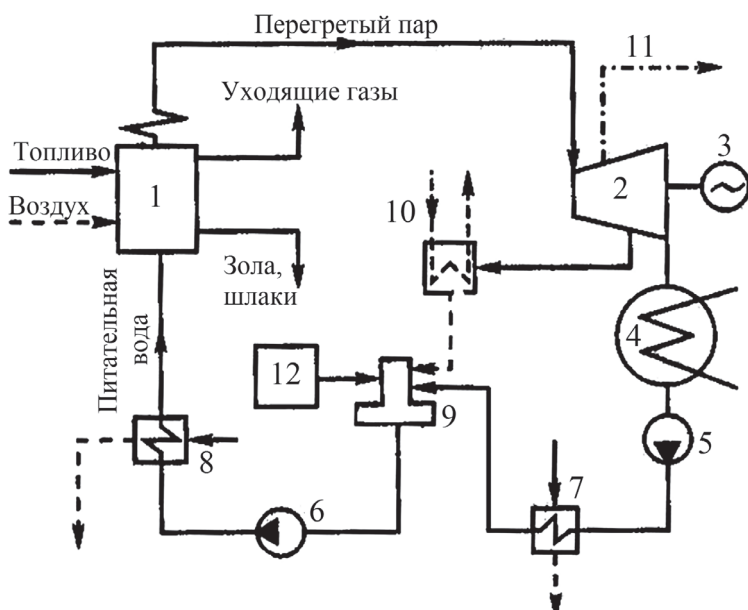 Перегретый пар
11
Уходящие газы
3
Топливо
1
2
Воздух
10
Зола,
шлаки
4
Питательная
вода
12
9
5
8
7
6